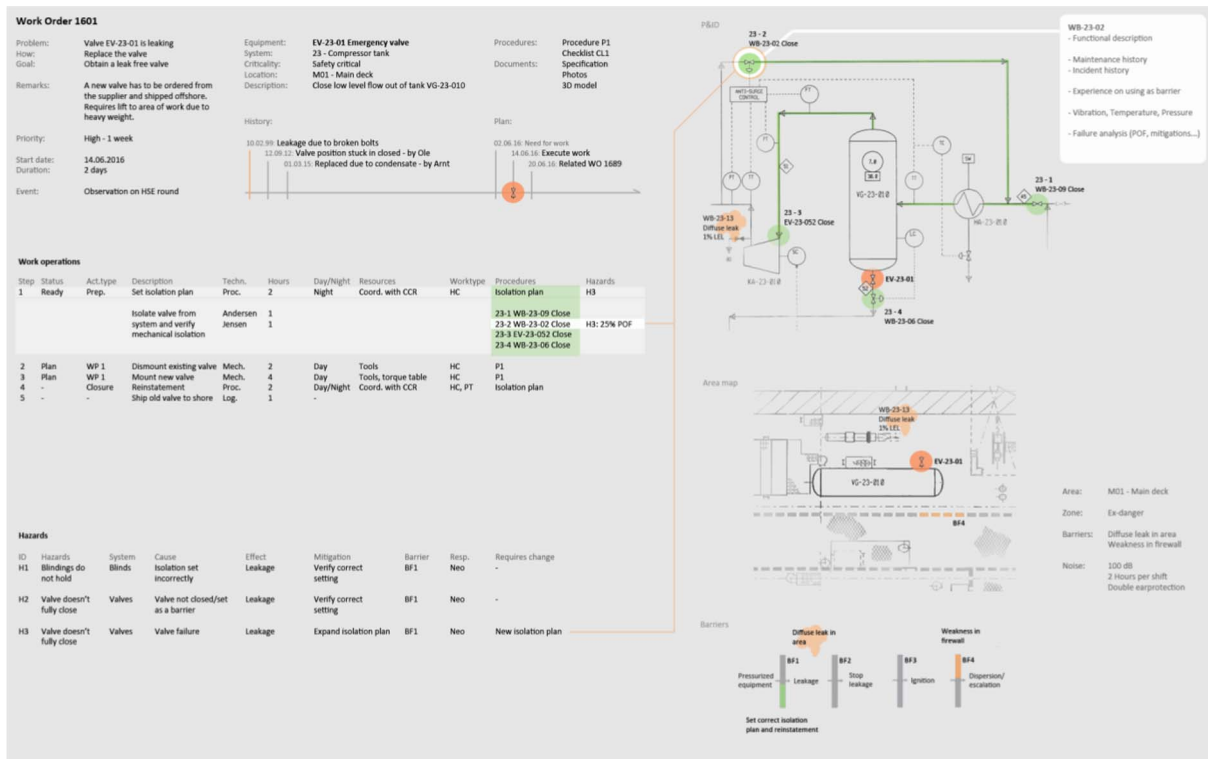 Work Order 1601
Problem: Valve EV-23-01 is leaking
How: Replace the valve
Goal: Obtain a leak free valve
Remarks: A new valve has to be ordered from
the supplier and shipped offshore.
Requires lift to area of work due to
heavy weight.
Priority: High - 1 week
Start date: 14.06.2016
Duration: 2 days
Event: Observation on HSE round
Equipment: EV-23-01 Emergency valve
System: 23 - Compressor tank
Criticality: Safety critical
Location: M01 - Main deck
Description: Close low level flow out of tank VG-23-010
Procedures: Procedure P1
Checklist CL1
Documents: Specification
Photos
3D model
History:
10.02.99: Leakage due to broken bolts
12.09.12: Valve position stuck in closed - by Ole
01.03.15: Replaced due to condensate - by Arnt
Plan:
02.06.16: Need for work
14.06.16: Execute work
20.06.16: Related WO 1689
Work operations
Step Status Act.type Description Techn. Hours Day/Night Resources Worktype Procedures Hazards
1 Ready Prep. Set isolation plan Proc. 2 Night Coord. with CCR HC Isolation plan H3
Isolate valve from Andersen 1 23-1 WB-23-09 Close
system and verify Jensen 1 23-2 WB-23-02 Close H3: 25% POF
mechanical isolation 23-3 EV-23-052 Close
23-4 WB-23-06 Close
2 Plan WP 1 Dismount existing valve Mech. 2 Day Tools HC P1
3 Plan WP 1 Mount new valve Mech. 4 Day Tools, torque table HC P1
4 - Closure Reinstatement Proc. 2 Day/Night Coord. with CCR HC, PT Isolation plan
5 - - Ship old valve to shore Log. 1 -
Hazards
ID Hazards System Cause Effect Mitigation Barrier Resp. Requires change
H1 Blindings do Blinds Isolation set Leakage Verify correct BF1 Neo -
not hold incorrectly setting
H2 Valve doesn't Valves Valve not closed/set Leakage Verify correct BF1 Neo -
fully close as a barrier setting
H3 Valve doesn't Valves Valve failure Leakage Expand isolation plan BF1 Neo New isolation plan
fully close
P&ID
23 - 2
WB-23-02 Close
WB-23-02
- Functional description
- Maintenance history
- Incident history
- Experience on using as barrier
- Vibration, Temperature, Pressure
- Failure analysis (POF, mitigations...)
ANTI-SURGE
CONTROL
FT
FT
PT
TT
TT
LC
VG-23-010
HA-23-010
23 - 1
WB-23-09 Close
WB-23-13
Diffuse leak
1% LEL
23 - 3
EV-23-052 Close
KA-23-010
EV-23-01
23 - 4
WB-23-06 Close
Area map
WB-23-13
Diffuse leak
1% LEL
EV-23-01
VG-23-010
BF4
Area: M01 - Main deck
Zone: Ex-danger
Barriers: Diffuse leak in area
Weakness in firewall
Noise: 100 dB
2 Hours per shift
Double earprotection
Barriers
Diffuse leak in
area
Weakness in
firewall
BF1 BF2 BF3 BF4
Pressurized
equipment
Leakage
Stop
leakage
Ignition
Dispersion/
escalation
Set correct isolation
plan and reinstatement